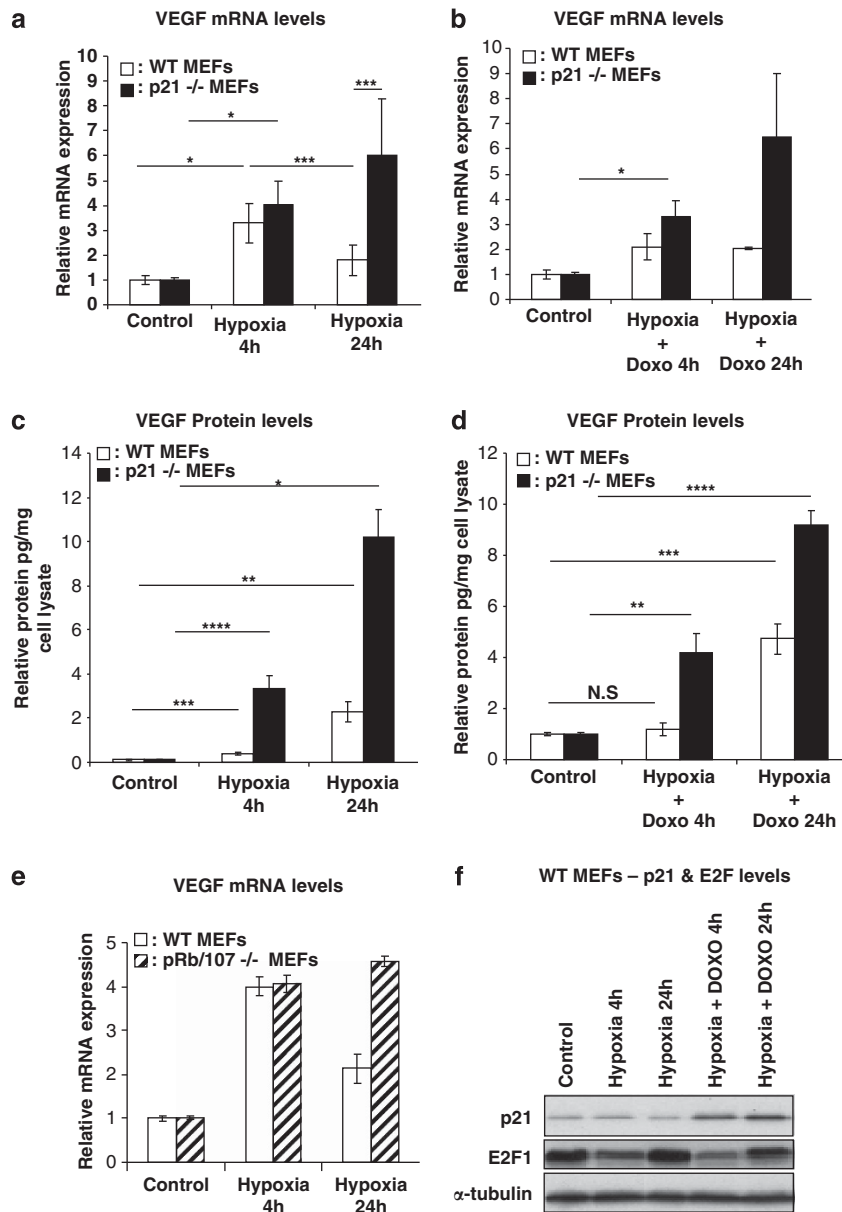 a
VEGF mRNA levels
: WT MEFs
: p21 -/- MEFs
Relative mRNA expression
10
9
8
7
6
5
4
3
2
1
0
*
*
***
***
Control
Hypoxia
4h
Hypoxia
24h
b
VEGF mRNA levels
: WT MEFs
: p21 -/- MEFs
Relative mRNA expression
10
9
8
7
6
5
4
3
2
1
0
*
Control
Hypoxia
+
Doxo 4h
Hypoxia
+
Doxo 24h
c
VEGF Protein levels
: WT MEFs
: p21 -/- MEFs
Relative protein pg/mg
cell lysate
14
12
10
8
6
4
2
0
*
**
****
***
Control
Hypoxia
4h
Hypoxia
24h
d
VEGF Protein levels
: WT MEFs
: p21 -/- MEFs
Relative protein pg/mg cell lysate
12
10
8
6
4
2
0
****
***
**
N.S
Control
Hypoxia
+
Doxo 4h
Hypoxia
+
Doxo 24h
e
VEGF mRNA levels
: WT MEFs
: pRb/107 -/- MEFs
Relative mRNA expression
5
4
3
2
1
0
Control
Hypoxia
4h
Hypoxia
24h
f
WT MEFs – p21 & E2F levels
Control
Hypoxia 4h
Hypoxia 24h
Hypoxia + DOXO 4h
Hypoxia + DOXO 24h
p21
E2F1
α-tubulin